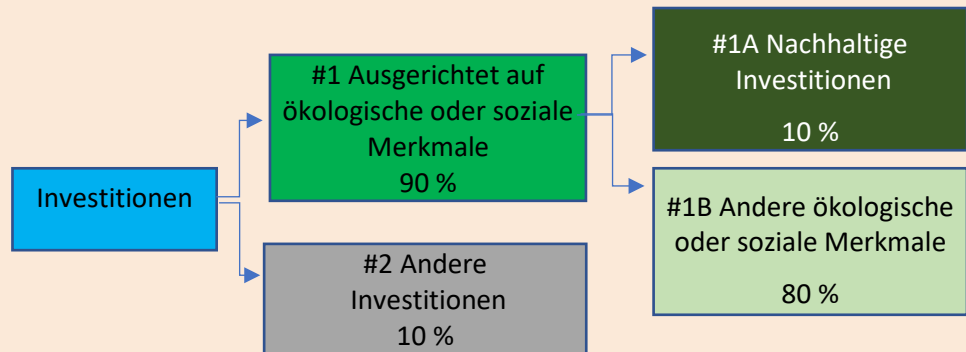 Investitionen
#1 Ausgerichtet auf
ökologische oder soziale
Merkmale
90 %
#2 Andere
Investitionen
10 %
#1A Nachhaltige
Investitionen
10 %
#1B Andere ökologische
oder soziale Merkmale
80 %